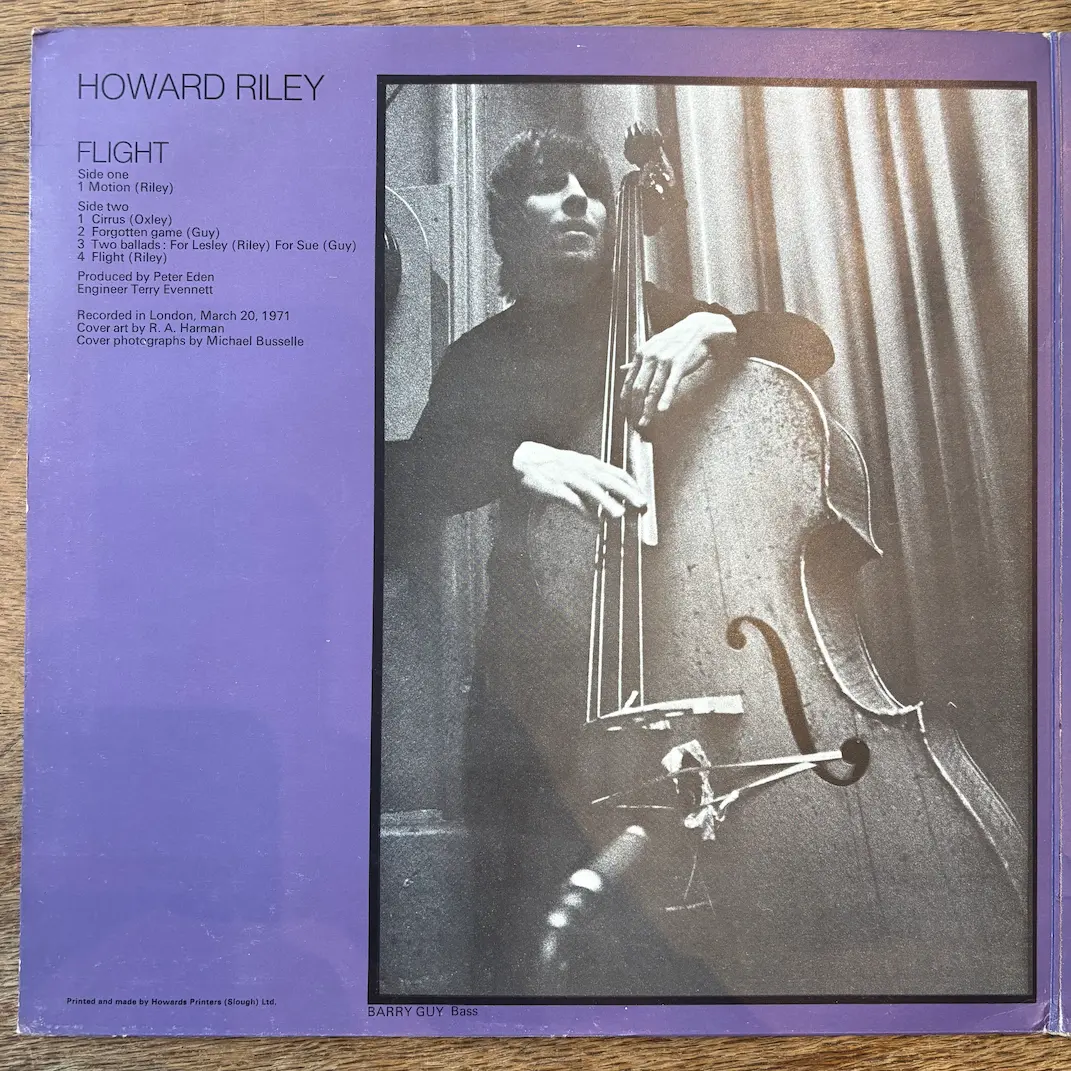 HOWARD RILEY
FLIGHT
Side one
1 Motion (Riley)
Side two
1 Cirrus (Oxley)
2 Forgotten game (Guy)
3 Two ballads: For Lesley (Riley) For Sue (Guy)
4 Flight (Riley)
Produced by Peter Eden
Engineer Terry Evennett
Recorded in London, March 20, 1971
Cover art by R. A. Harman
Cover photographs by Michael Busselle
Printed and made by Howards Printers (Slough) Ltd.
BARRY GUY Bass